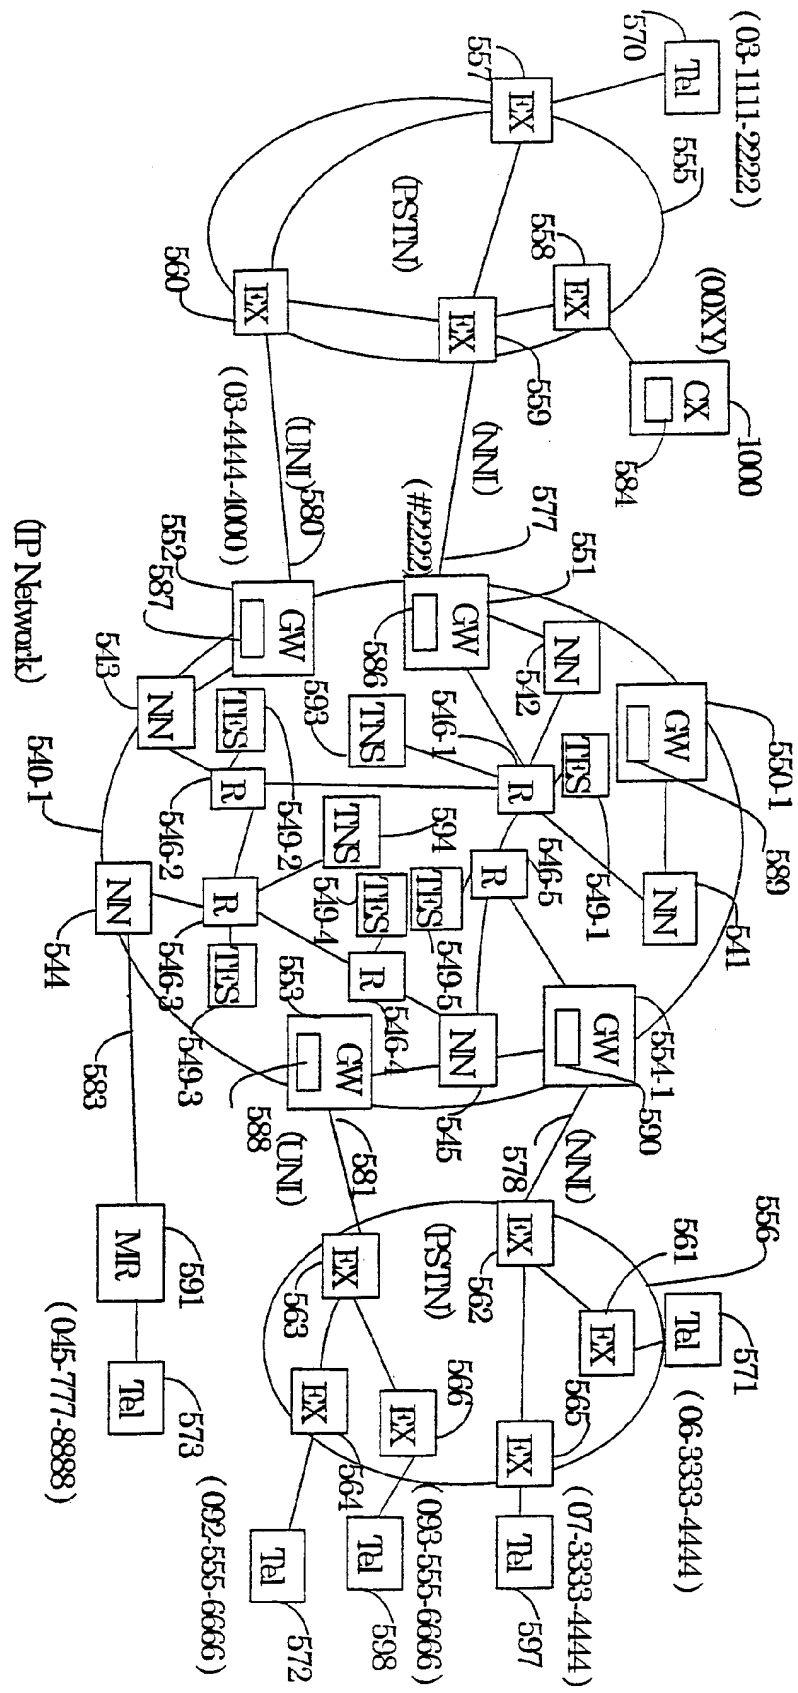 570
Tel
(03-1111-2222)
557
EX
555
(PSTN)
558
EX
(00XY)
CX
1000
584
560
EX
EX
559
(NNI)
577
(#2222)
(UNI)
580
(03-4444-4000)
551
GW
586
552
587
GW
(IP Network)
542
NN
550-1
GW
589
543
NN
540-1
TES
549-2
593
TNS
546-1
R
TES
549-1
546-2
R
594
TNS
546-5
R
541
NN
544
NN
546-3
R
TES
549-3
549-4
TES
TES
549-5
546-4
R
NN
545
554-1
GW
590
553
GW
588
(UNI)
581
(NNI)
578
583
556
561
EX
Tel
571
(06-3333-4444)
EX
562
(PSTN)
EX
563
EX
564
EX
566
EX
565
Tel
597
(07-3333-4444)
Tel
598
(093-555-6666)
Tel
572
(092-555-6666)
MR
591
Tel
573
(045-777-8888)